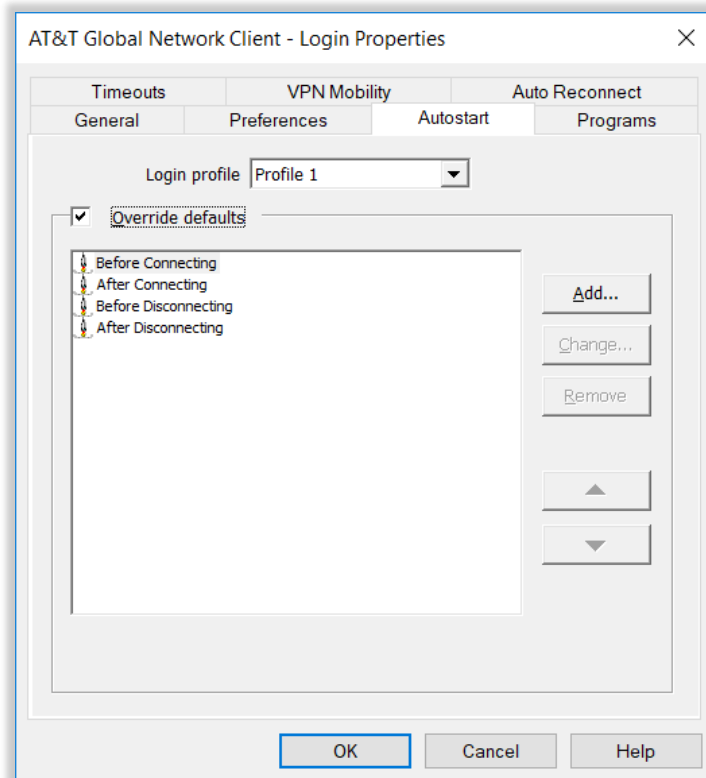 AT&T Global Network Client - Login Properties
Timeouts VPN Mobility Auto Reconnect
General Preferences Autostart Programs
Login profile Profile 1
Override defaults
Before Connecting
After Connecting
Before Disconnecting
After Disconnecting
Add...
Change...
Remove
OK Cancel Help